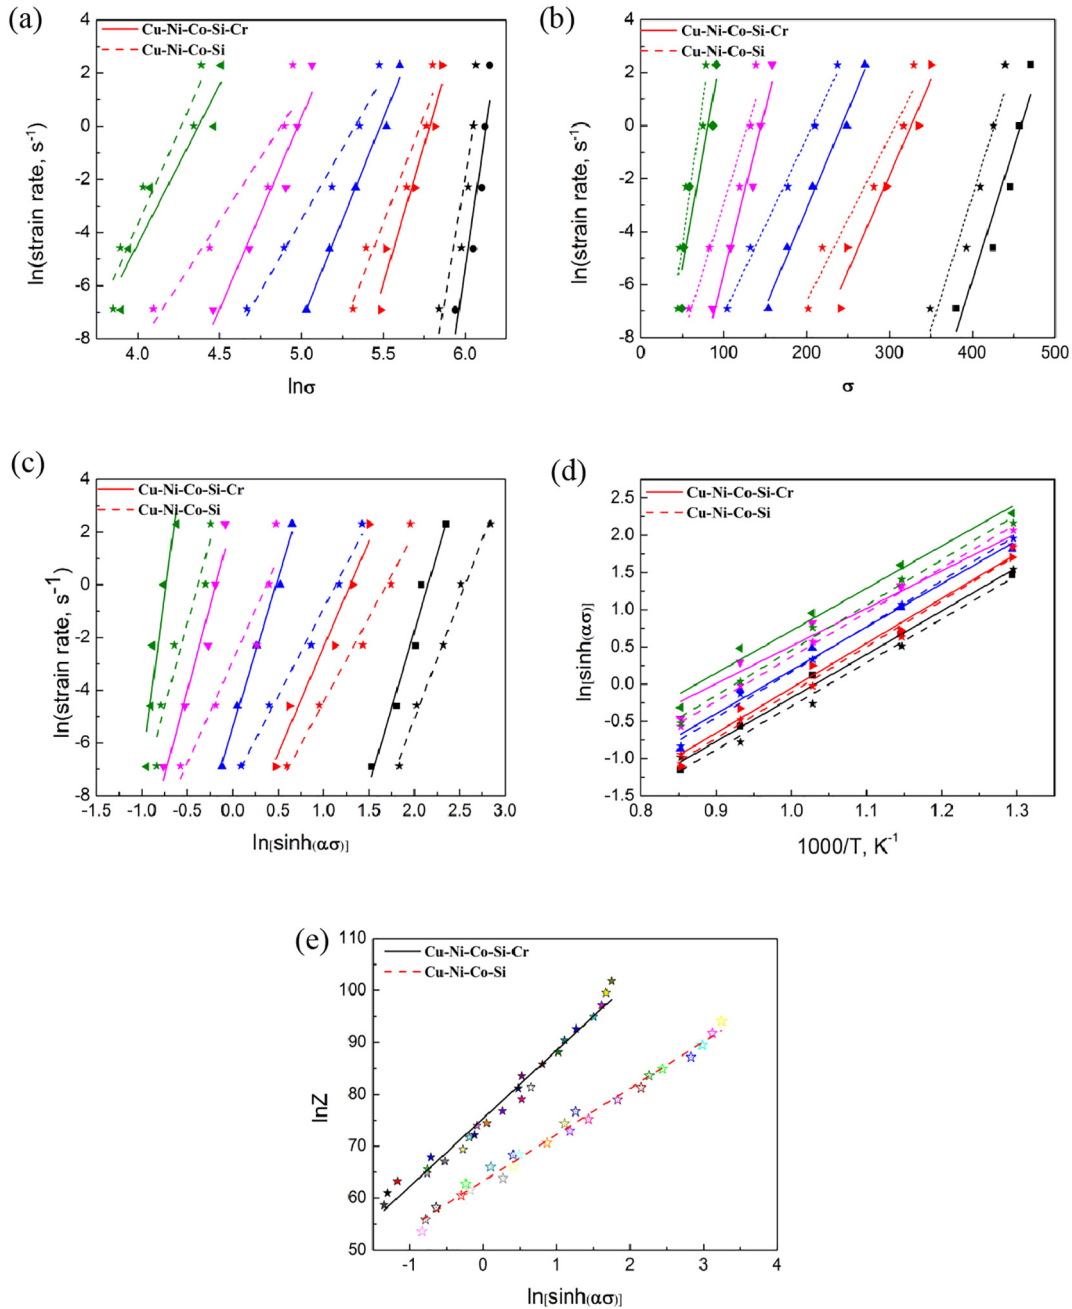 (a)
Cu-Ni-Co-Si-Cr
Cu-Ni-Co-Si
ln(strain rate, s⁻¹)
4
2
0
-2
-4
-6
-8
4.0 4.5 5.0 5.5 6.0
lnσ
(b)
Cu-Ni-Co-Si-Cr
Cu-Ni-Co-Si
ln(strain rate, s⁻¹)
4
2
0
-2
-4
-6
-8
0 100 200 300 400 500
σ
(c)
Cu-Ni-Co-Si-Cr
Cu-Ni-Co-Si
ln(strain rate, s⁻¹)
4
2
0
-2
-4
-6
-8
-1.5 -1.0 -0.5 0.0 0.5 1.0 1.5 2.0 2.5 3.0
ln[sinh(ασ)]
(d)
Cu-Ni-Co-Si-Cr
Cu-Ni-Co-Si
ln[sinh(ασ)]
2.5
2.0
1.5
1.0
0.5
0.0
-0.5
-1.0
-1.5
0.8 0.9 1.0 1.1 1.2 1.3
1000/T, K⁻¹
(e)
Cu-Ni-Co-Si-Cr
Cu-Ni-Co-Si
lnZ
110
100
90
80
70
60
50
-1 0 1 2 3 4
ln[sinh(ασ)]